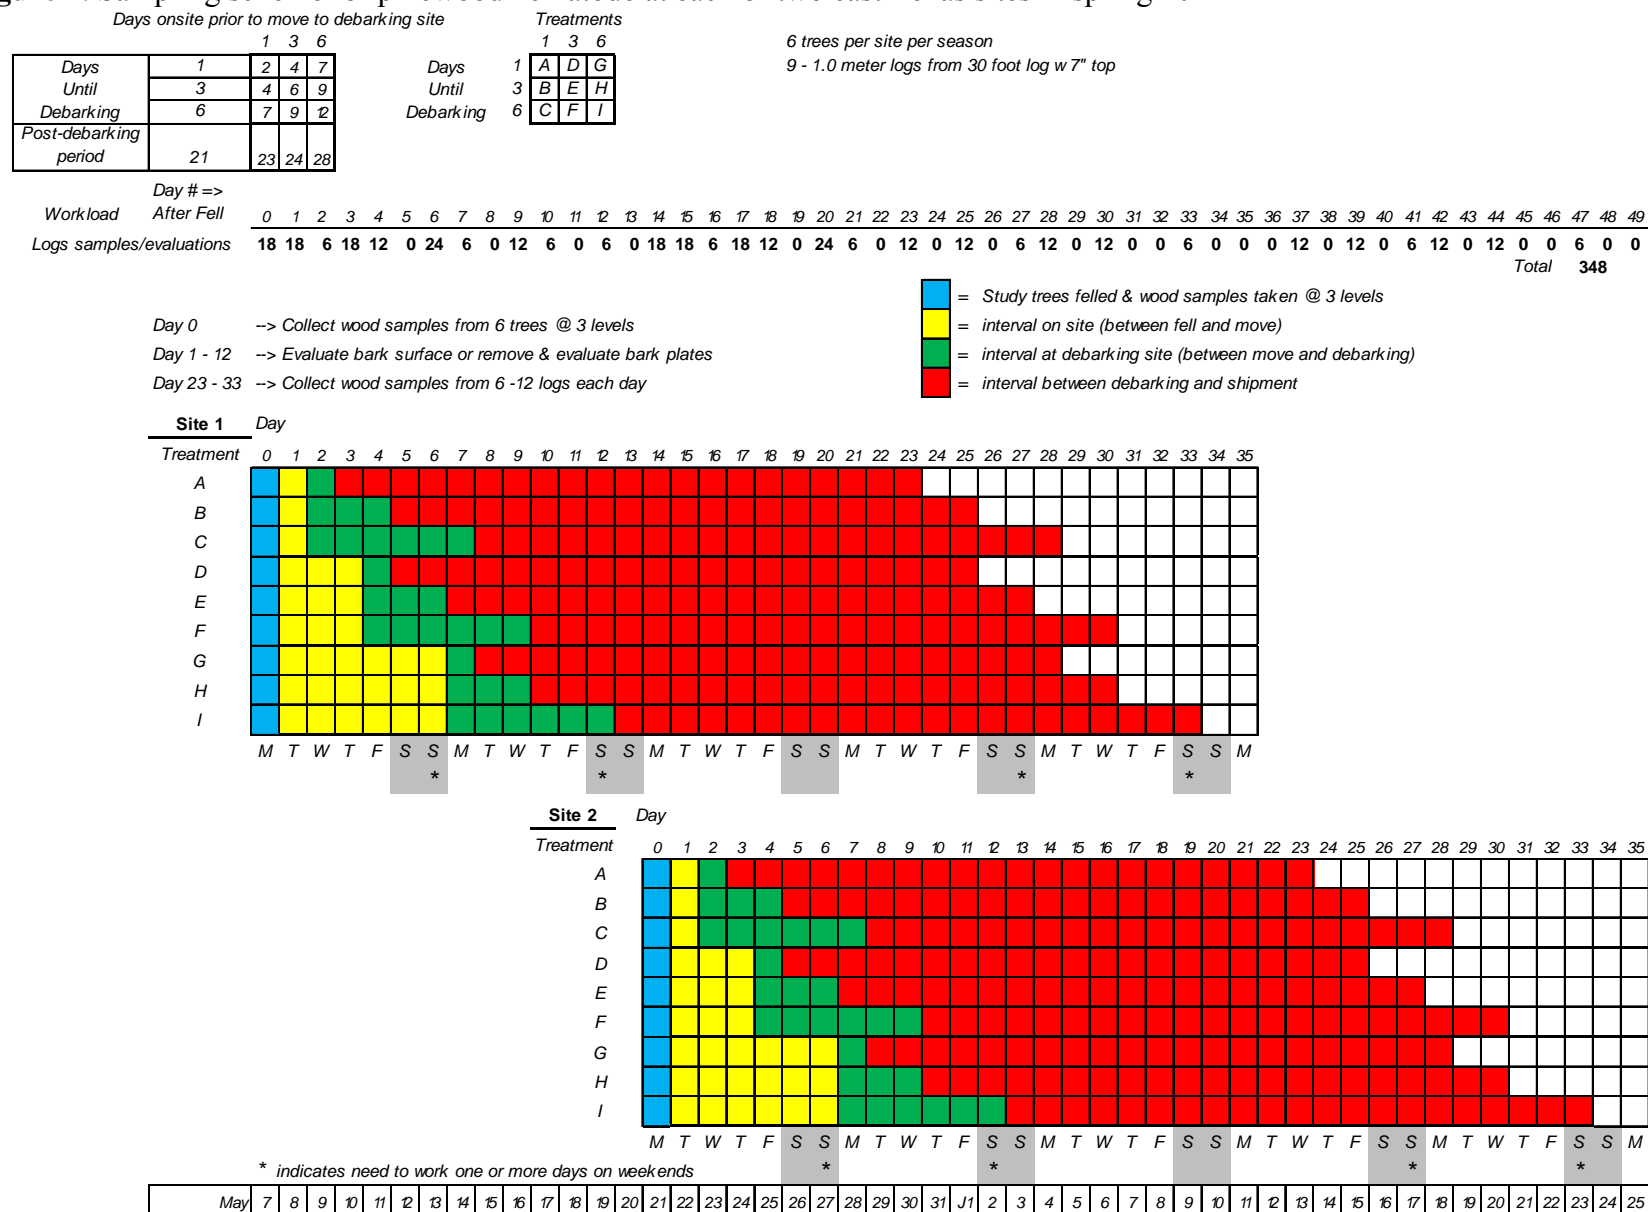 Days onsite prior to move to debarking site
Treatments
1 3 6
1 3 6
6 trees per site per season
Days 1 2 4 7
Days 1 A D G
9 - 1.0 meter logs from 30 foot log w 7" top
Until 3 4 6 9
Until 3 B E H
Debarking 6 7 9 12
Debarking 6 C F I
Post-debarking
period 21 23 24 28
Day # =>
Workload After Fell 0 1 2 3 4 5 6 7 8 9 10 11 12 13 14 15 16 17 18 19 20 21 22 23 24 25 26 27 28 29 30 31 32 33 34 35 36 37 38 39 40 41 42 43 44 45 46 47 48 49
Logs samples/evaluations 18 18 6 18 12 0 24 6 0 12 6 0 6 0 18 18 6 18 12 0 24 6 0 12 0 12 0 6 12 0 12 0 0 6 0 0 0 12 0 12 0 6 12 0 12 0 0 6 0 0
Total 348
= Study trees felled & wood samples taken @ 3 levels
Day 0 --> Collect wood samples from 6 trees @ 3 levels
= interval on site (between fell and move)
Day 1 - 12 --> Evaluate bark surface or remove & evaluate bark plates
= interval at debarking site (between move and debarking)
Day 23 - 33 --> Collect wood samples from 6 -12 logs each day
= interval between debarking and shipment
Site 1 Day
Treatment 0 1 2 3 4 5 6 7 8 9 10 11 12 13 14 15 16 17 18 19 20 21 22 23 24 25 26 27 28 29 30 31 32 33 34 35
A
B
C
D
E
F
G
H
I
M T W T F S S M T W T F S S M T W T F S S M T W T F S S M T W T F S S M
* * * *
Site 2 Day
Treatment 0 1 2 3 4 5 6 7 8 9 10 11 12 13 14 15 16 17 18 19 20 21 22 23 24 25 26 27 28 29 30 31 32 33 34 35
A
B
C
D
E
F
G
H
I
M T W T F S S M T W T F S S M T W T F S S M T W T F S S M T W T F S S M
* indicates need to work one or more days on weekends * * * *
May 7 8 9 10 11 12 13 14 15 16 17 18 19 20 21 22 23 24 25 26 27 28 29 30 31 J1 2 3 4 5 6 7 8 9 10 11 12 13 14 15 16 17 18 19 20 21 22 23 24 25